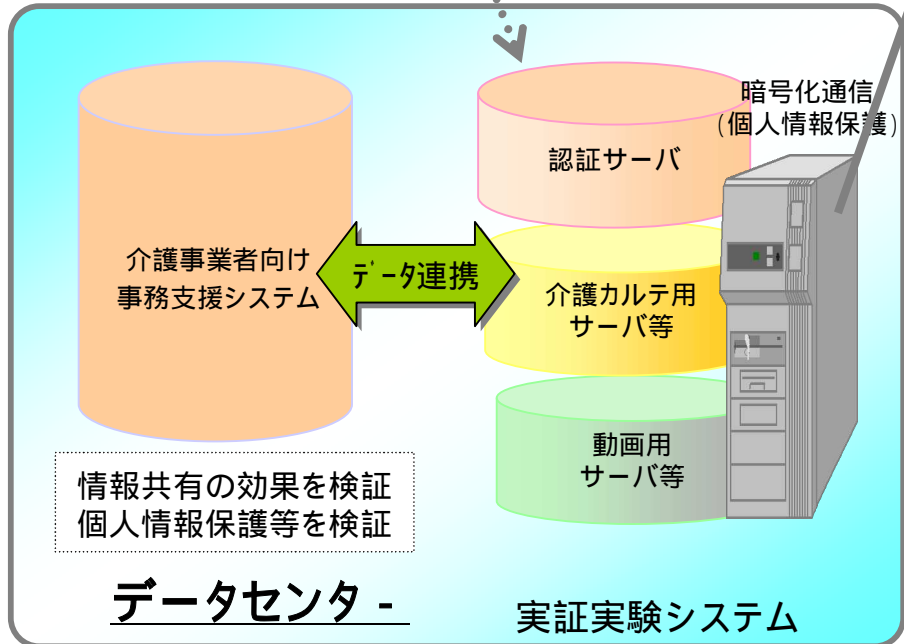 暗号化通信
(個人情報保護)
認証サーバ
介護事業者向け
事務支援システム
データ連携
介護カルテ用
サーバ等
動画用
サーバ等
情報共有の効果を検証
個人情報保護等を検証
データセンタ-
実証実験システム